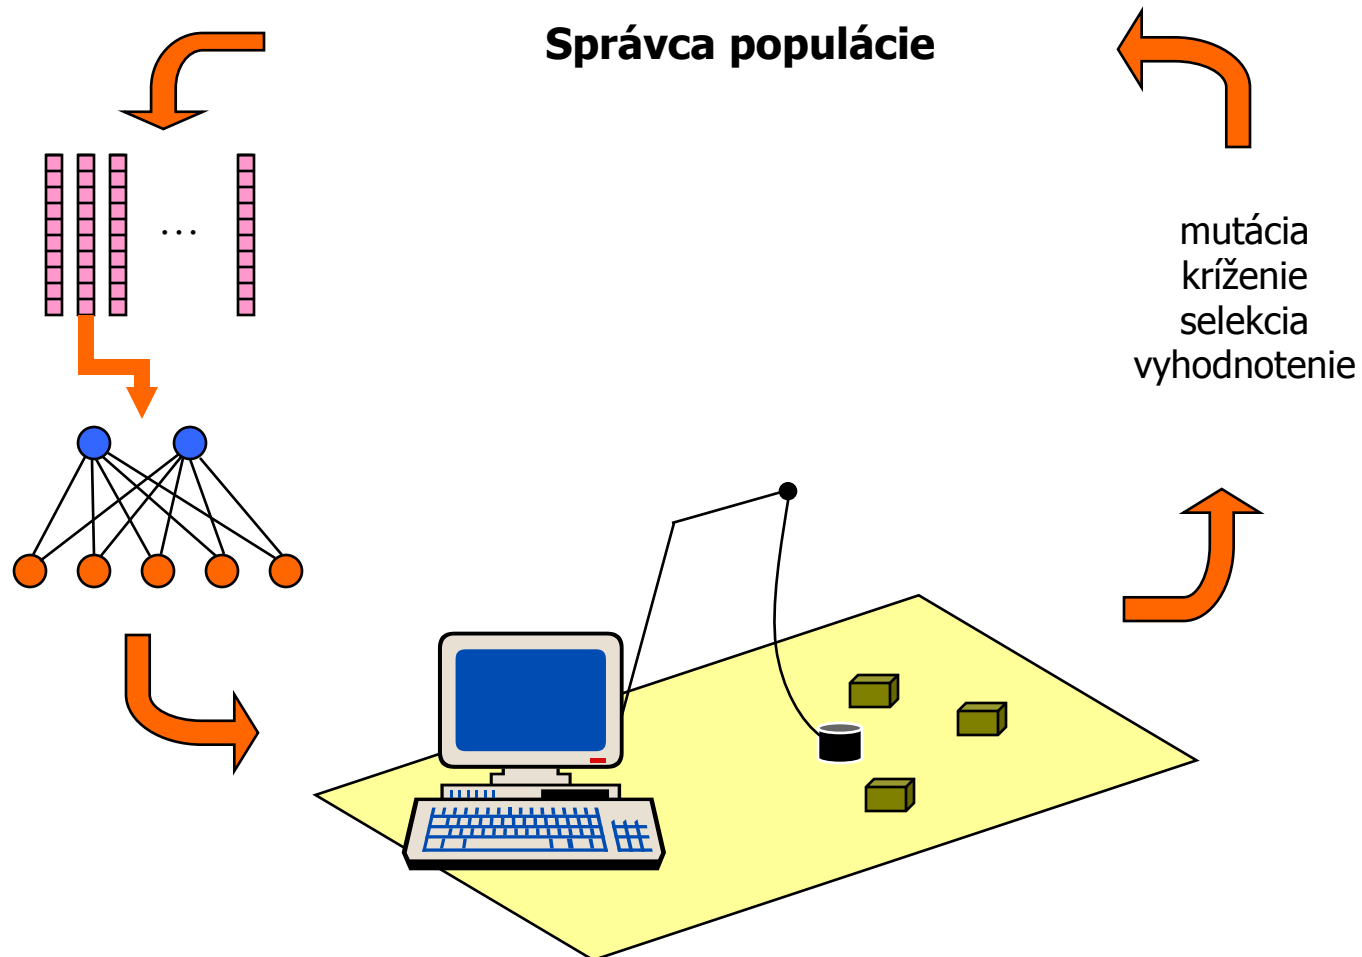 Správca populácie
...
mutácia
kríženie
selekcia
vyhodnotenie